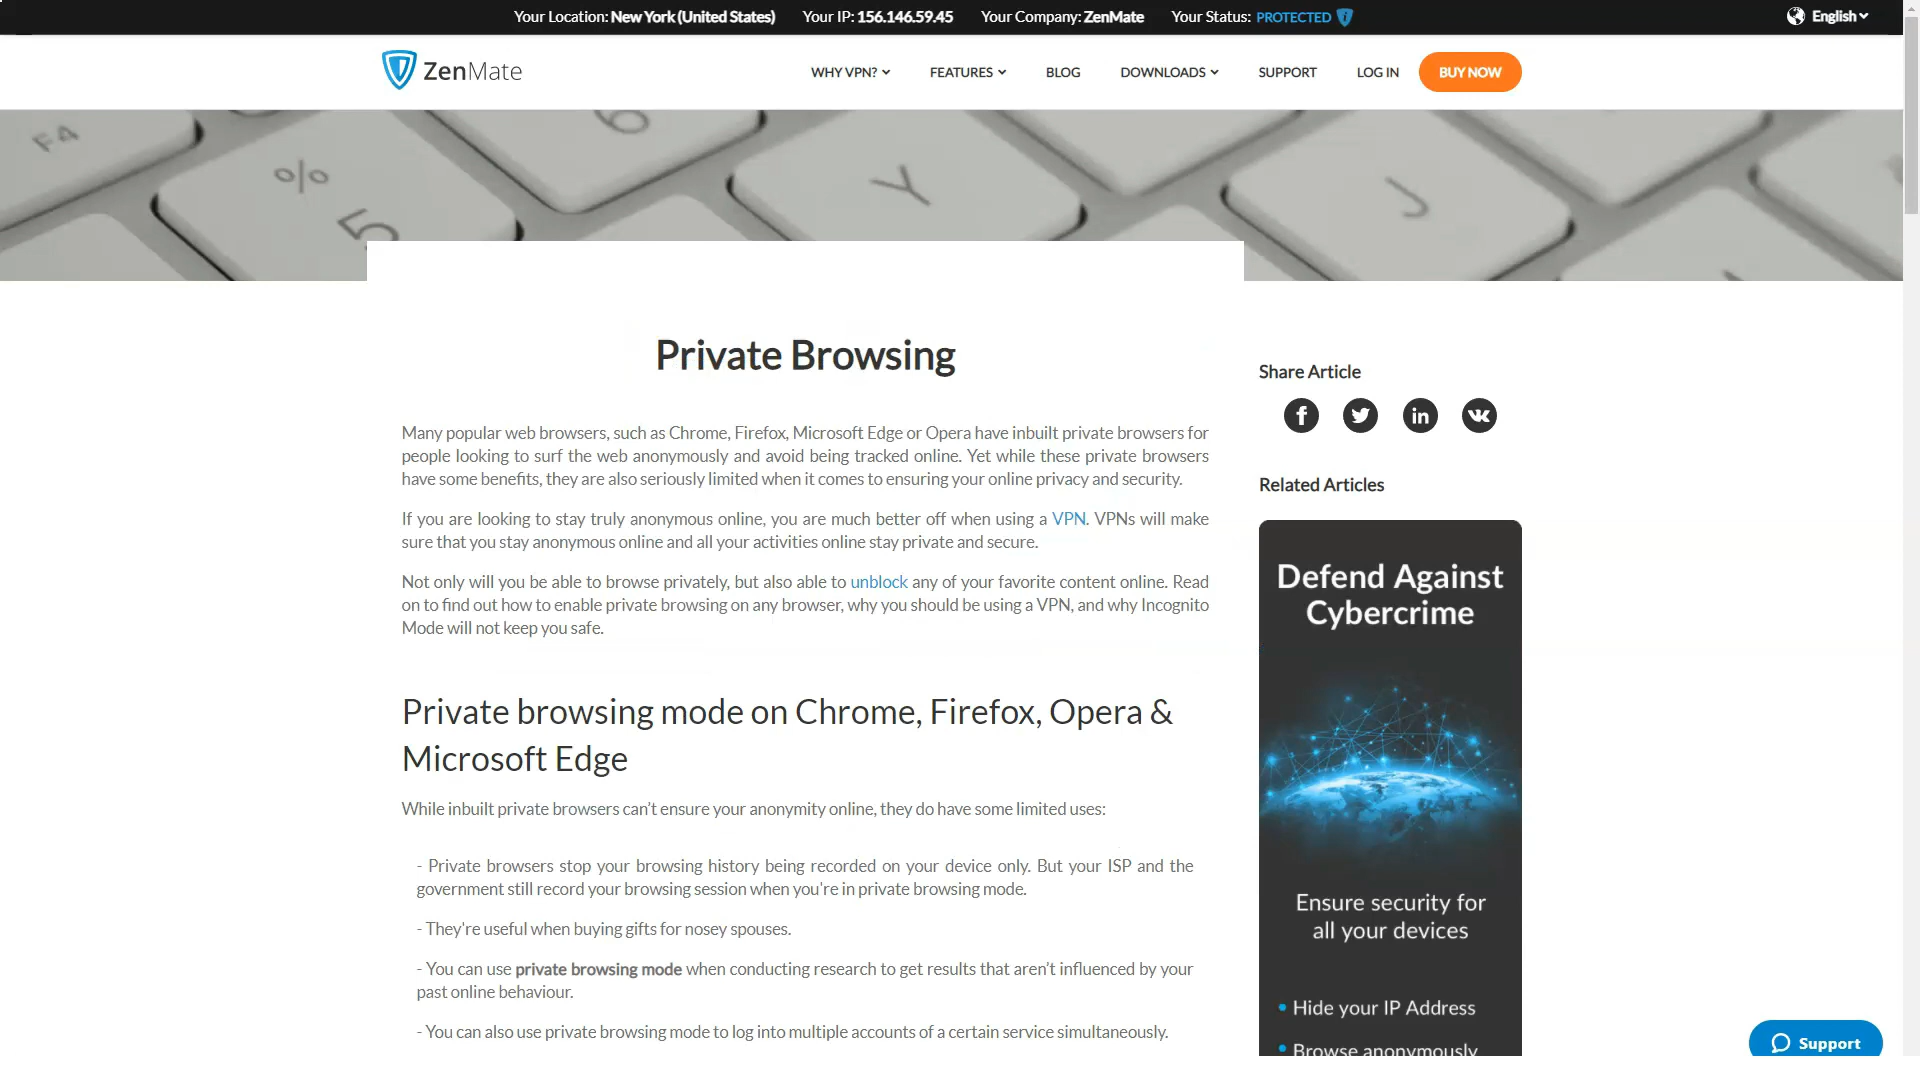 Your Location: New York (United States) Your IP: 156.146.59.45 Your Company: ZenMate Your Status: PROTECTED English
ZenMate WHY VPN? FEATURES BLOG DOWNLOADS SUPPORT LOG IN BUY NOW
F4 % 5 6 Y J
Private Browsing
Many popular web browsers, such as Chrome, Firefox, Microsoft Edge or Opera have inbuilt private browsers for
people looking to surf the web anonymously and avoid being tracked online. Yet while these private browsers
have some benefits, they are also seriously limited when it comes to ensuring your online privacy and security.
If you are looking to stay truly anonymous online, you are much better off when using a VPN. VPNs will make
sure that you stay anonymous online and all your activities online stay private and secure.
Not only will you be able to browse privately, but also able to unblock any of your favorite content online. Read
on to find out how to enable private browsing on any browser, why you should be using a VPN, and why Incognito
Mode will not keep you safe.
Private browsing mode on Chrome, Firefox, Opera &
Microsoft Edge
While inbuilt private browsers can't ensure your anonymity online, they do have some limited uses:
- Private browsers stop your browsing history being recorded on your device only. But your ISP and the
government still record your browsing session when you're in private browsing mode.
- They're useful when buying gifts for nosey spouses.
- You can use private browsing mode when conducting research to get results that aren't influenced by your
past online behaviour.
- You can also use private browsing mode to log into multiple accounts of a certain service simultaneously.
Share Article
Related Articles
Defend Against
Cybercrime
Ensure security for
all your devices
• Hide your IP Address
• Browse anonymously
Support